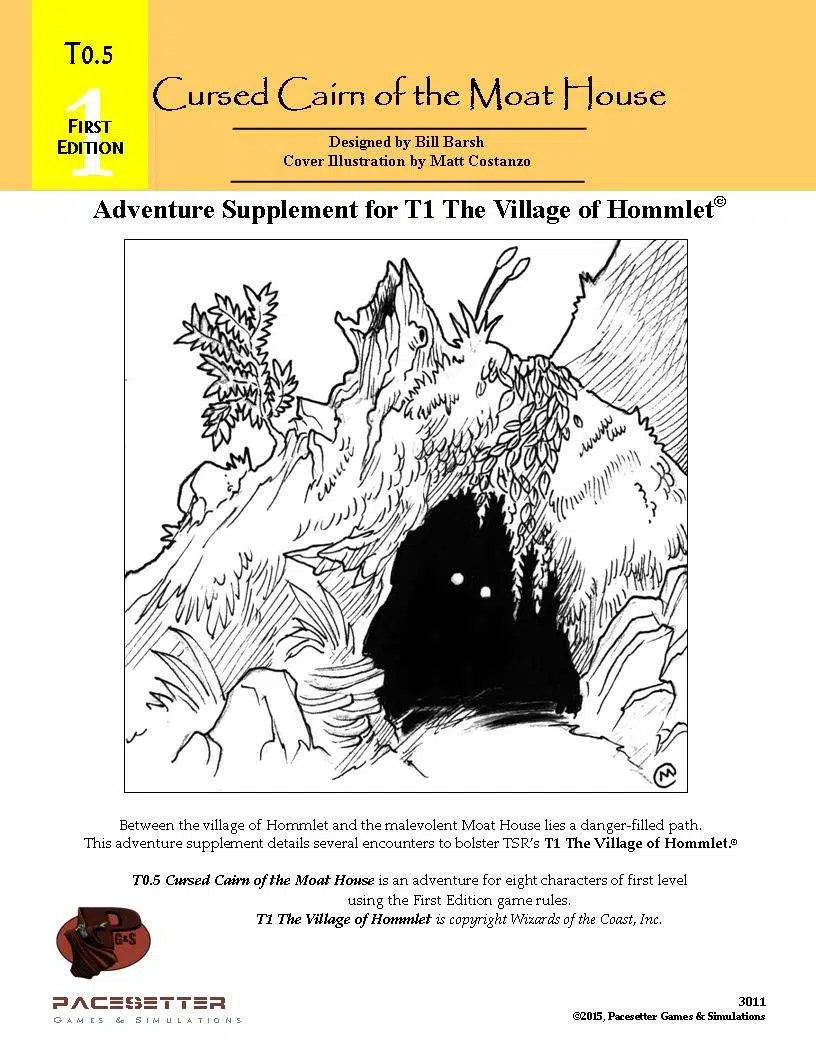 T0.5
1
FIRST
EDITION
Cursed Cairn of the Moat House
Designed by Bill Barsh
Cover Illustration by Matt Costanzo
Adventure Supplement for T1 The Village of Hommlet©
M
Between the village of Hommlet and the malevolent Moat House lies a danger-filled path.
This adventure supplement details several encounters to bolster TSR's T1 The Village of Hommlet.©
T0.5 Cursed Cairn of the Moat House is an adventure for eight characters of first level
using the First Edition game rules.
T1 The Village of Hommlet is copyright Wizards of the Coast, Inc.
P
G&S
PACESETTER
GAMES & SIMULATIONS
3011
©2015, Pacesetter Games & Simulations